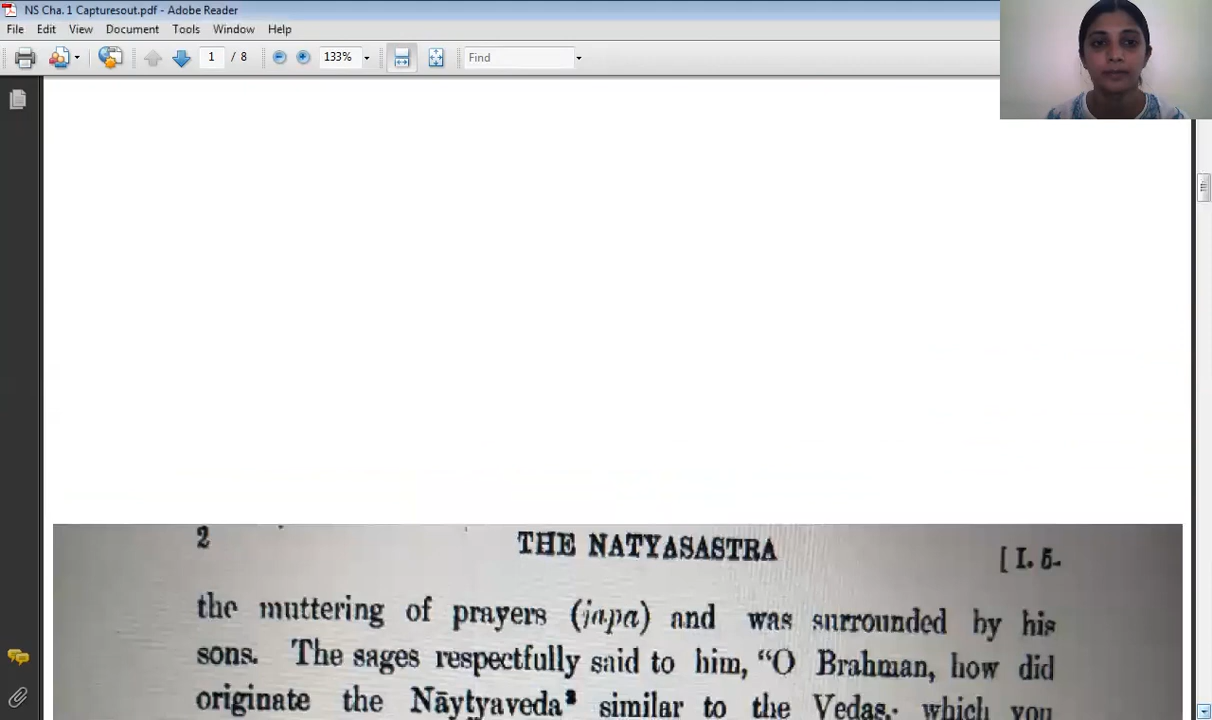 NS Cha. 1 Capturesout.pdf - Adobe Reader
File Edit View Document Tools Window Help
1 / 8 133% Find
2 THE NATYASASTRA [ I. 5-
the muttering of prayers (japa) and was surrounded by his
sons. The sages respectfully said to him, “O Brahman, how did
originate the Nāytyaveda³ similar to the Vedas, which you